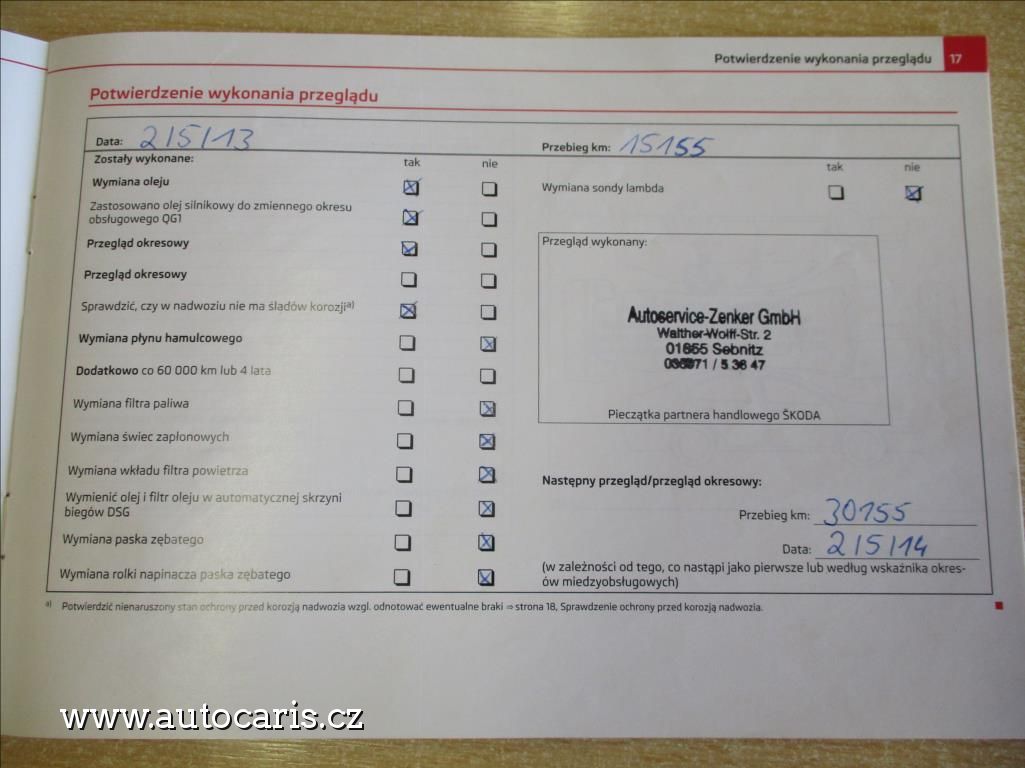 Potwierdzenie wykonania przeglądu 17
Potwierdzenie wykonania przeglądu
Data: 2/5/13
Przebieg km: 15155
Zostały wykonane: tak nie
Wymiana oleju
Zastosowano olej silnikowy do zmiennego okresu
obsługowego QG1
Przegląd okresowy
Przegląd okresowy
Sprawdzić, czy w nadwoziu nie ma śladów korozji a)
Wymiana płynu hamulcowego
Dodatkowo co 60 000 km lub 4 lata
Wymiana filtra paliwa
Wymiana świec zapłonowych
Wymiana wkładu filtra powietrza
Wymienić olej i filtr oleju w automatycznej skrzyni
biegów DSG
Wymiana paska zębatego
Wymiana rolki napinacza paska zębatego
tak nie
Wymiana sondy lambda
Przegląd wykonany:
Autoservice-Zenker GmbH
Walther-Wolff-Str. 2
01855 Sebnitz
035971 / 5 36 47
Pieczątka partnera handlowego ŠKODA
Następny przegląd/przegląd okresowy:
Przebieg km: 30155
Data: 2/5/14
(w zależności od tego, co nastąpi jako pierwsze lub według wskaźnika okres-
ów miedzyobsługowych)
a) Potwierdzić nienaruszony stan ochrony przed korozją nadwozia wzgl. odnotować ewentualne braki ⇒ strona 18, Sprawdzenie ochrony przed korozją nadwozia.
www.autocaris.cz